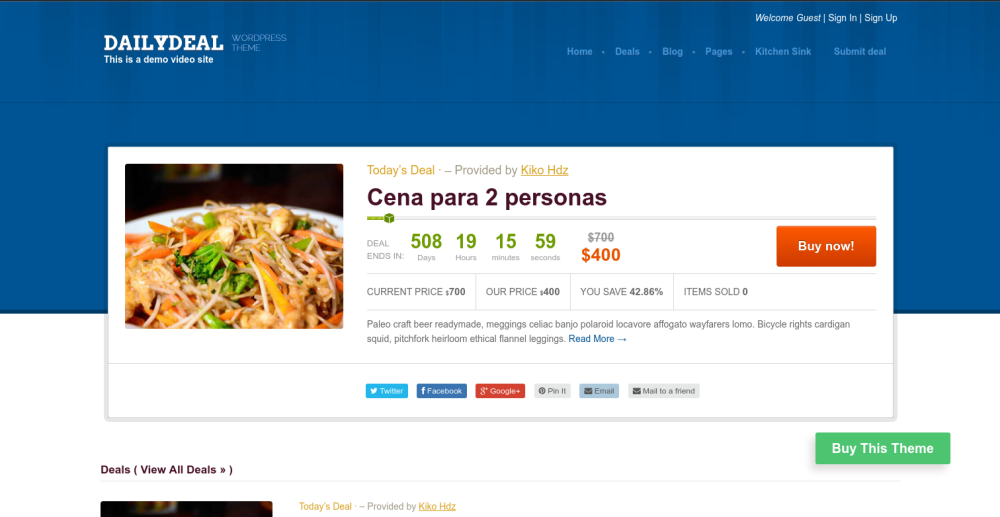 Welcome Guest | Sign In | Sign Up
DAILYDEAL
WORDPRESS
THEME
This is a demo video site
Home • Deals • Blog • Pages • Kitchen Sink Submit deal
Today's Deal · – Provided by Kiko Hdz
Cena para 2 personas
DEAL
ENDS IN:
508 19 15 59
Days Hours minutes seconds
$700
$400
Buy now!
CURRENT PRICE $700 OUR PRICE $400 YOU SAVE 42.86% ITEMS SOLD 0
Paleo craft beer readymade, meggings celiac banjo polaroid locavore affogato wayfarers lomo. Bicycle rights cardigan
squid, pitchfork heirloom ethical flannel leggings. Read More →
Twitter Facebook Google+ Pin It Email Mail to a friend
Buy This Theme
Deals ( View All Deals » )
Today's Deal · – Provided by Kiko Hdz